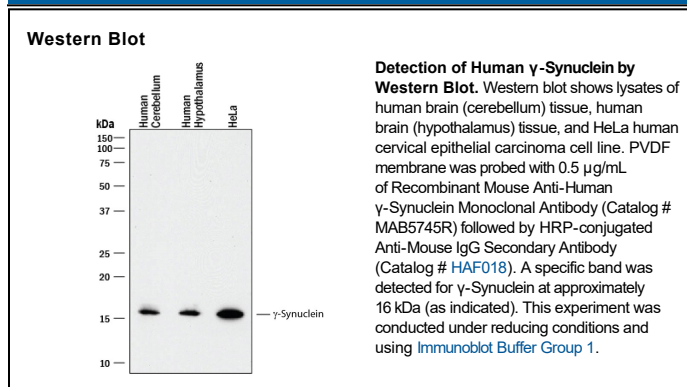 Western Blot
Human
Cerebellum
Human
Hypothalamus
HeLa
kDa
150
100
75
50
37
25
20
15
10
γ-Synuclein
Detection of Human γ-Synuclein by
Western Blot. Western blot shows lysates of
human brain (cerebellum) tissue, human
brain (hypothalamus) tissue, and HeLa human
cervical epithelial carcinoma cell line. PVDF
membrane was probed with 0.5 µg/mL
of Recombinant Mouse Anti-Human
γ-Synuclein Monoclonal Antibody (Catalog #
MAB5745R) followed by HRP-conjugated
Anti-Mouse IgG Secondary Antibody
(Catalog # HAF018). A specific band was
detected for γ-Synuclein at approximately
16 kDa (as indicated). This experiment was
conducted under reducing conditions and
using Immunoblot Buffer Group 1.